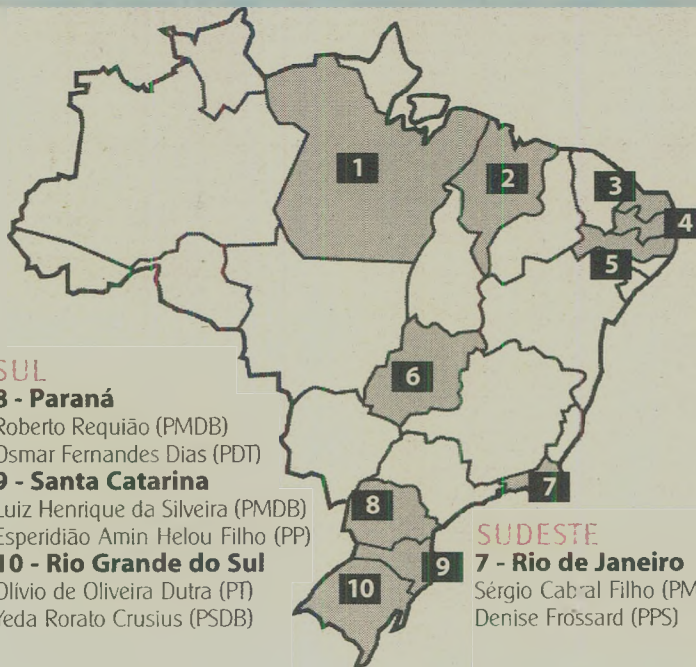 1
2
3
4
5
6
7
8
9
10
SUL
8 - Paraná
Roberto Requião (PMDB)
Osmar Fernandes Dias (PDT)
9 - Santa Catarina
Luiz Henrique da Silveira (PMDB)
Esperidião Amin Helou Filho (PP)
10 - Rio Grande do Sul
Olívio de Oliveira Dutra (PT)
Yeda Rorato Crusius (PSDB)
SUDESTE
7 - Rio de Janeiro
Sérgio Cabral Filho (PM
Denise Frossard (PPS)